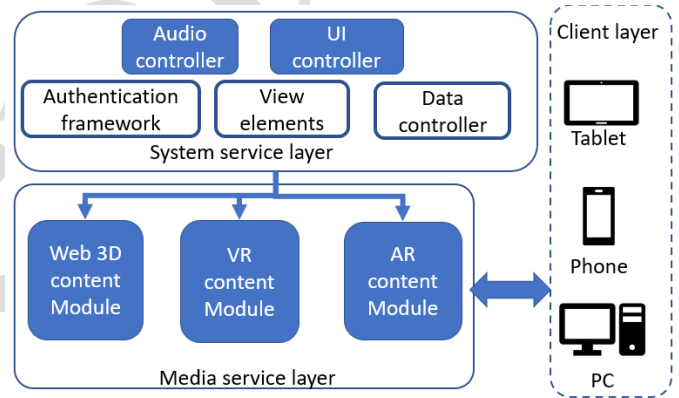 Audio
controller
UI
controller
Authentication
framework
View
elements
Data
controller
System service layer
Web 3D
content
Module
VR
content
Module
AR
content
Module
Media service layer
Client layer
Tablet
Phone
PC